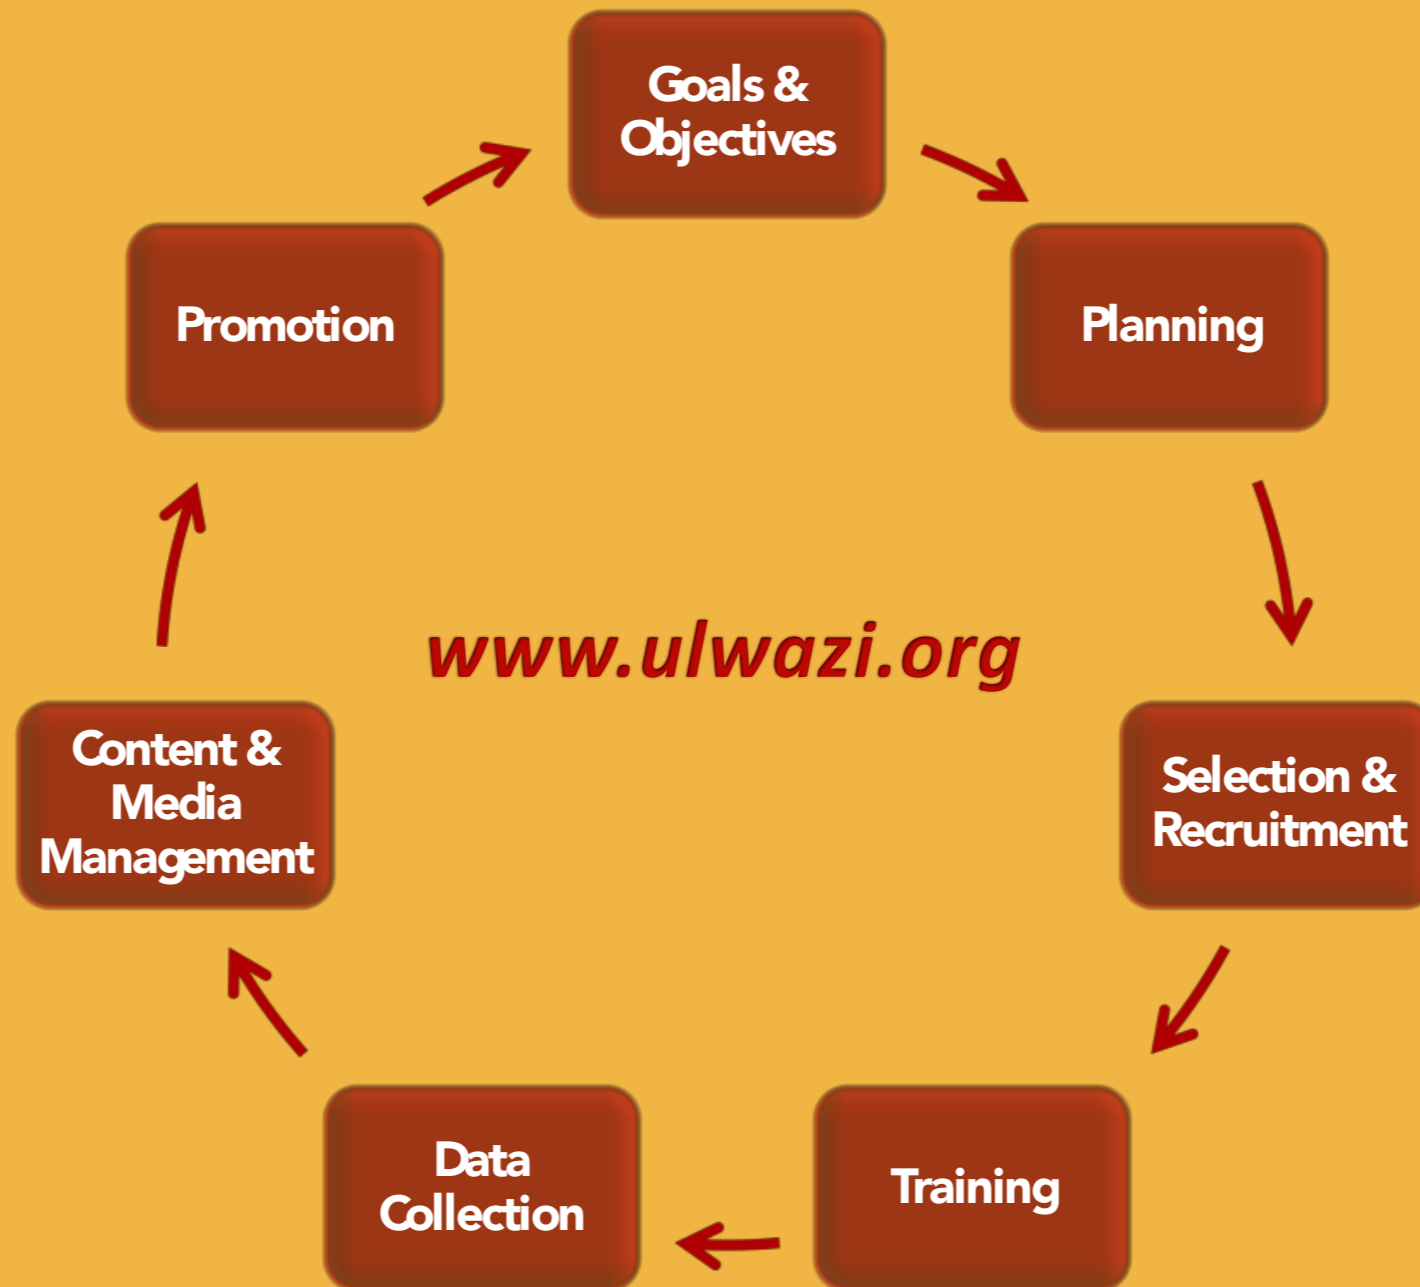 Goals &
Objectives
Planning
Selection &
Recruitment
Training
Data
Collection
Content &
Media
Management
Promotion
www.ulwazi.org